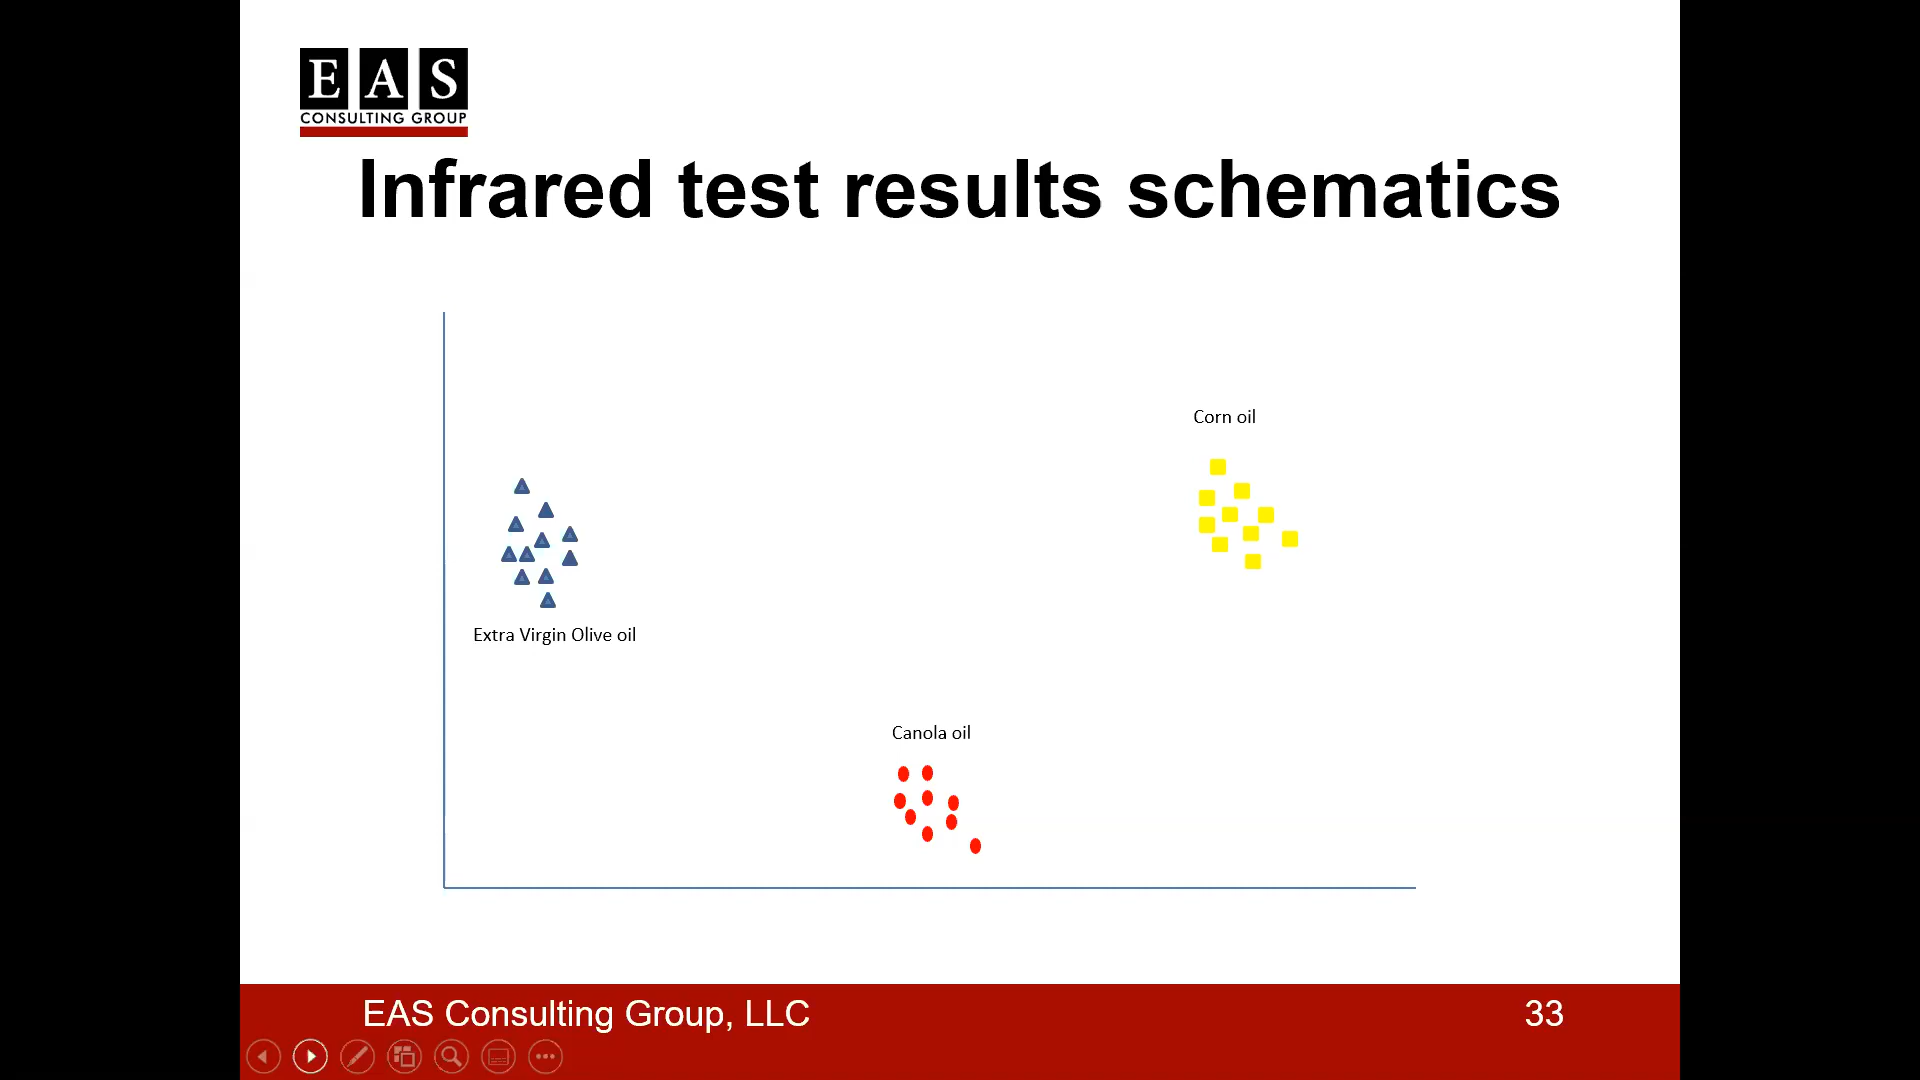 EAS
CONSULTING GROUP
Infrared test results schematics
Corn oil
Extra Virgin Olive oil
Canola oil
EAS Consulting Group, LLC
33